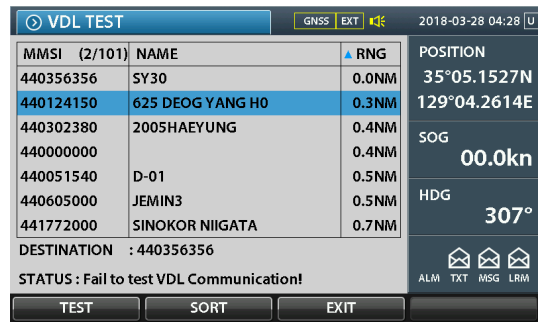 VDL TEST
GNSS EXT
2018-03-28 04:28 U
MMSI (2/101) NAME ▲ RNG
440356356 SY30 0.0NM
440124150 625 DEOG YANG H0 0.3NM
440302380 2005HAEYUNG 0.4NM
440000000 0.4NM
440051540 D-01 0.5NM
440605000 JEMIN3 0.5NM
441772000 SINOKOR NIIGATA 0.7NM
DESTINATION : 440356356
STATUS : Fail to test VDL Communication!
POSITION
35°05.1527N
129°04.2614E
SOG
00.0kn
HDG
307°
ALM TXT MSG LRM
TEST SORT EXIT